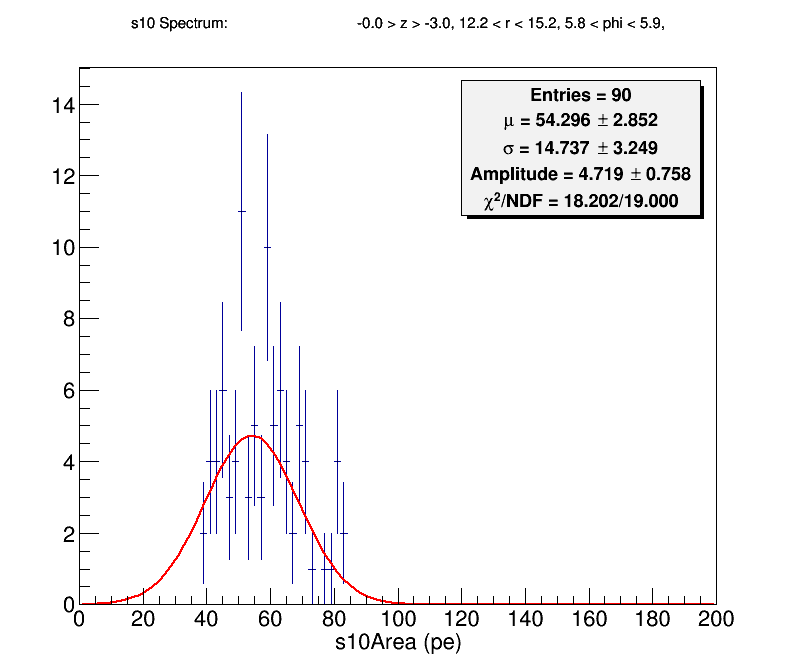 s10 Spectrum: -0.0 > z > -3.0, 12.2 < r < 15.2, 5.8 < phi < 5.9,
Entries = 90
μ = 54.296 ± 2.852
σ = 14.737 ± 3.249
Amplitude = 4.719 ± 0.758
χ²/NDF = 18.202/19.000
14
12
10
8
6
4
2
0
0 20 40 60 80 100 120 140 160 180 200
s10Area (pe)